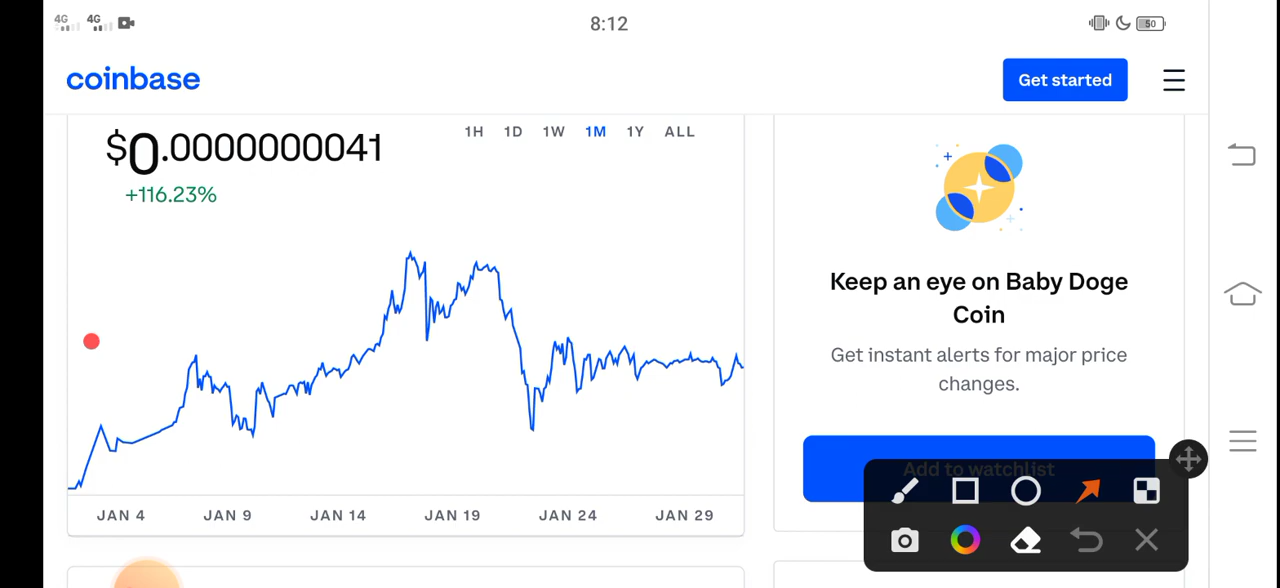 4G 4G 8:12 50
coinbase
Get started
$0.0000000041
+116.23%
1H 1D 1W 1M 1Y ALL
JAN 4 JAN 9 JAN 14 JAN 19 JAN 24 JAN 29
Keep an eye on Baby Doge
Coin
Get instant alerts for major price
changes.
Add to watchlist